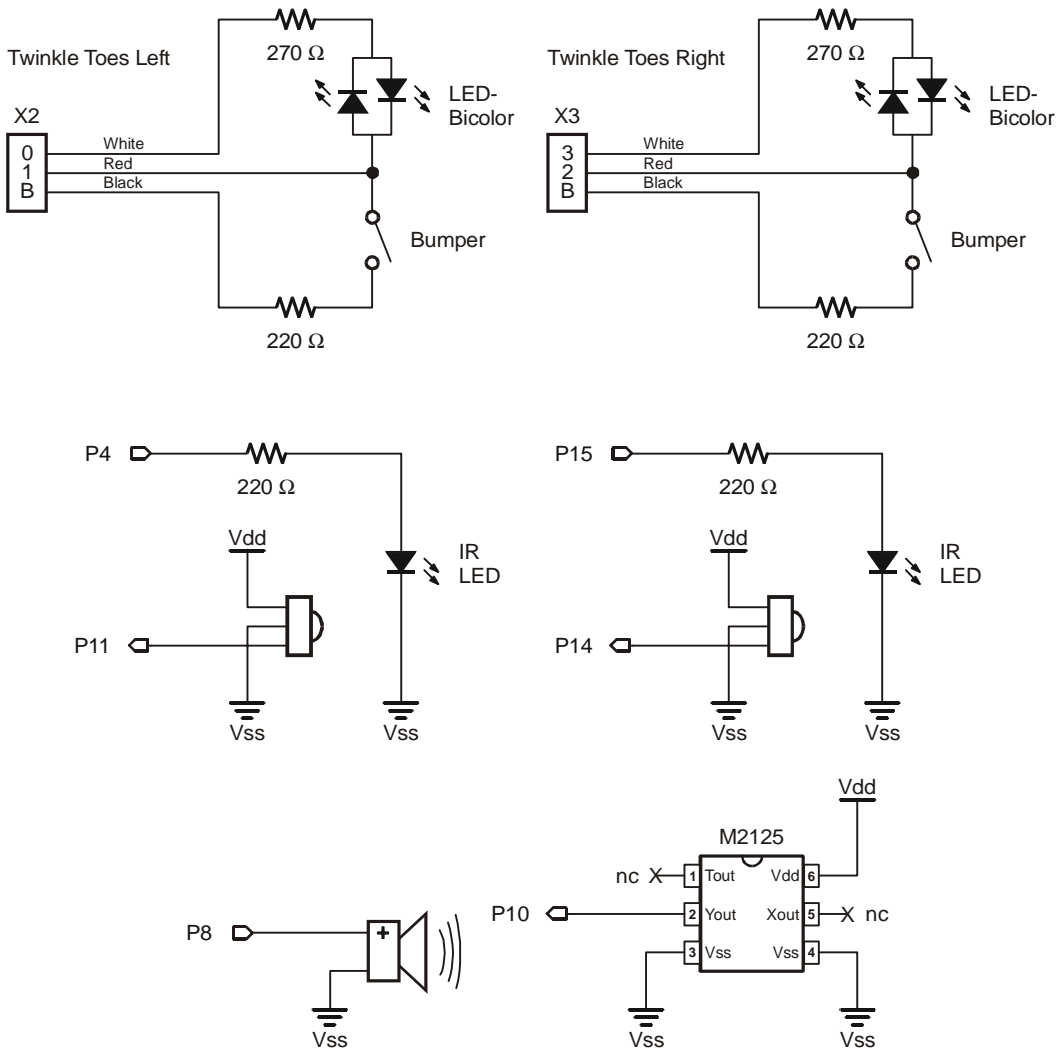 Twinkle Toes Left
270 Ω
LED-
Bicolor
X2
0
1
B
White
Red
Black
Bumper
220 Ω
Twinkle Toes Right
270 Ω
LED-
Bicolor
X3
3
2
B
White
Red
Black
Bumper
220 Ω
P4
220 Ω
Vdd
IR
LED
P11
Vss
Vss
P15
220 Ω
Vdd
IR
LED
P14
Vss
Vss
P8
+
Vss
Vdd
M2125
nc X
1 Tout
Vdd 6
P10
2 Yout
Xout 5
X nc
3 Vss
Vss 4
Vss
Vss